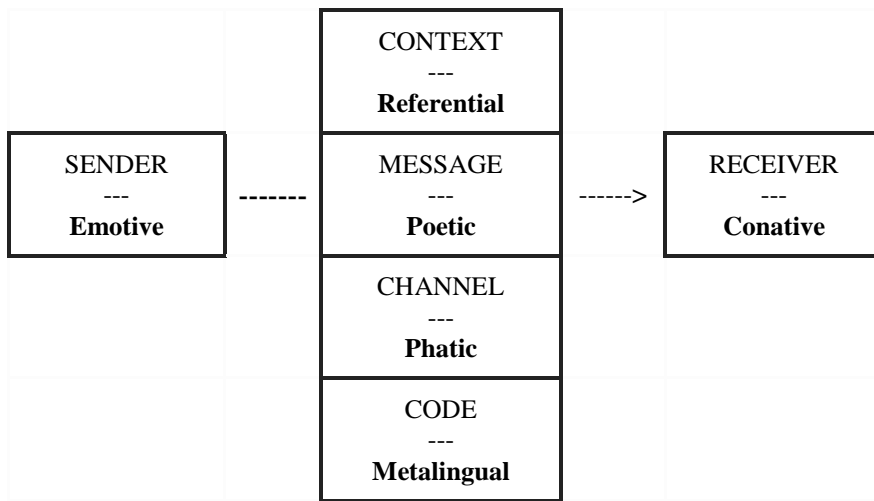 CONTEXT
---
Referential
SENDER
---
Emotive
-------
MESSAGE
---
Poetic
------>
RECEIVER
---
Conative
CHANNEL
---
Phatic
CODE
---
Metalingual